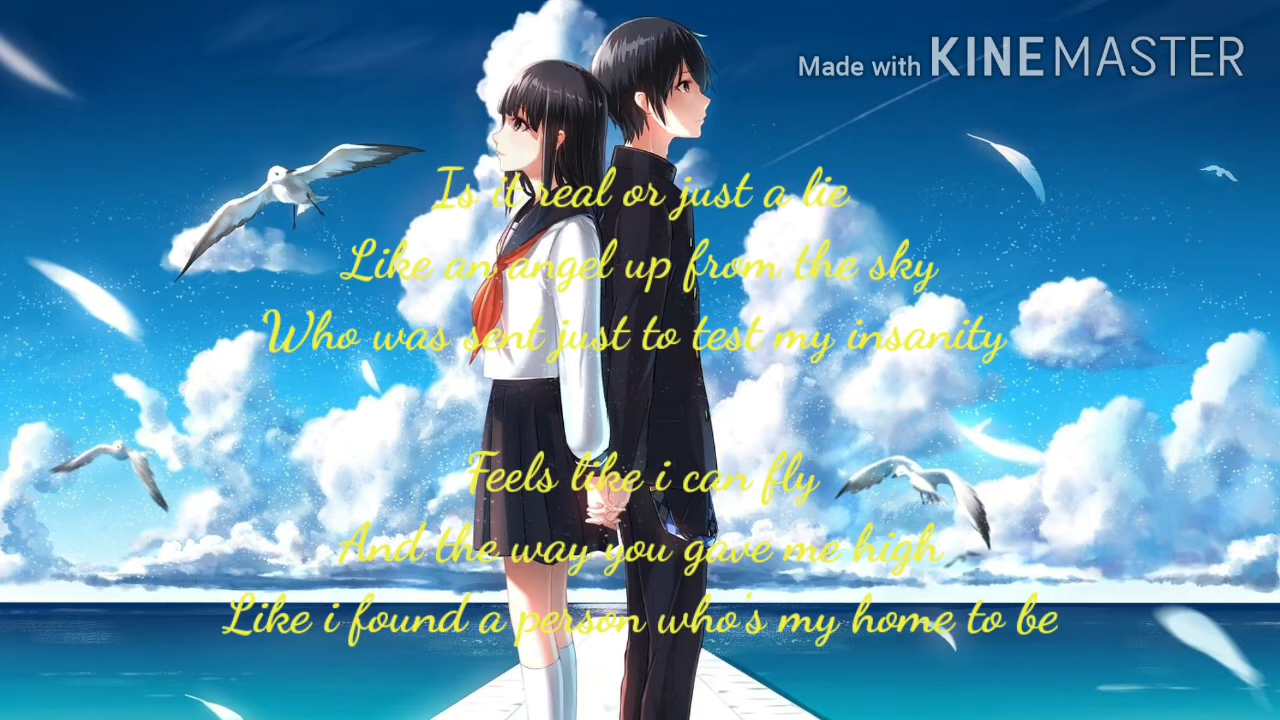 Made with KINEMASTER
Is it real or just a lie
Like an angel up from the sky
Who was sent just to test my insanity
Feels like i can fly
And the way you gave me high
Like i found a person who's my home to be